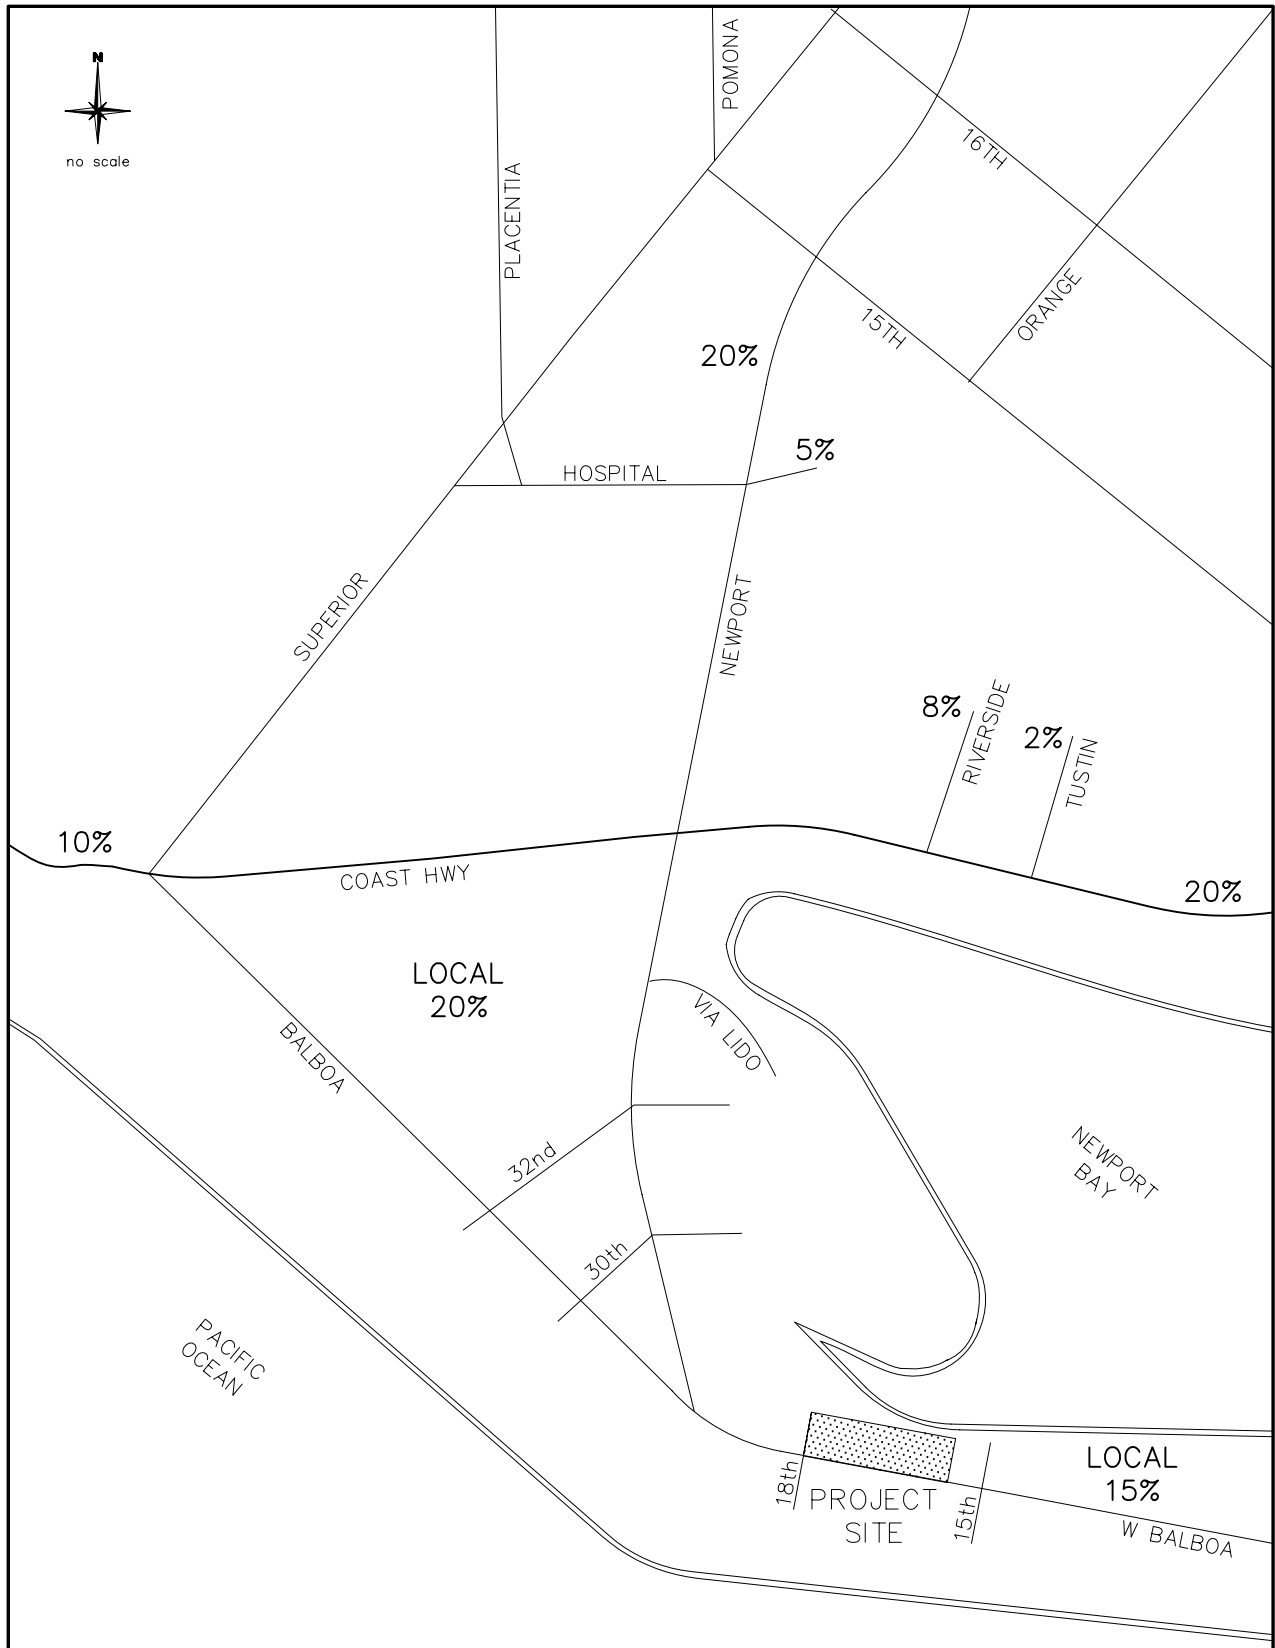 N
no scale
POMONA
PLACENTIA
16TH
ORANGE
15TH
20%
5%
HOSPITAL
SUPERIOR
NEWPORT
8%
RIVERSIDE
2%
TUSTIN
10%
COAST HWY
20%
LOCAL
20%
VIA LIDO
BALBOA
32nd
NEWPORT
BAY
30th
PACIFIC
OCEAN
LOCAL
15%
18th
PROJECT
SITE
15th
W BALBOA